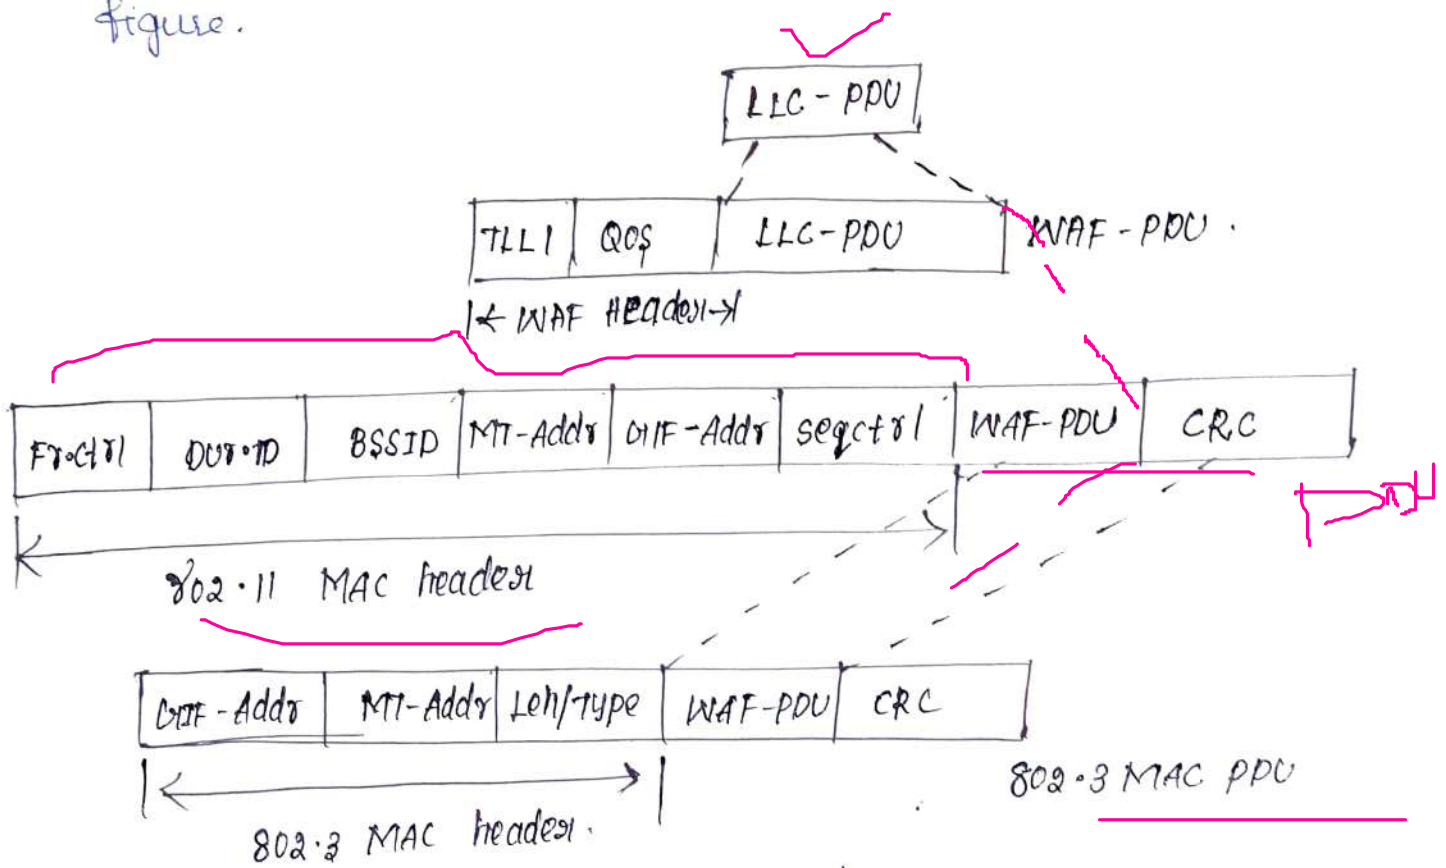 figure.
LLC - PDU
TLLI QOS LLC-PDU WAF - PDU.
WAF Header
Fr.Ctrl Dur.ID BSSID MT-Addr GIF-Addr seqctrl WAF-PDU CRC
802.11 MAC header
GIF-Addr MT-Addr Len/Type WAF-PDU CRC
802.3 MAC PDU
802.3 MAC header.